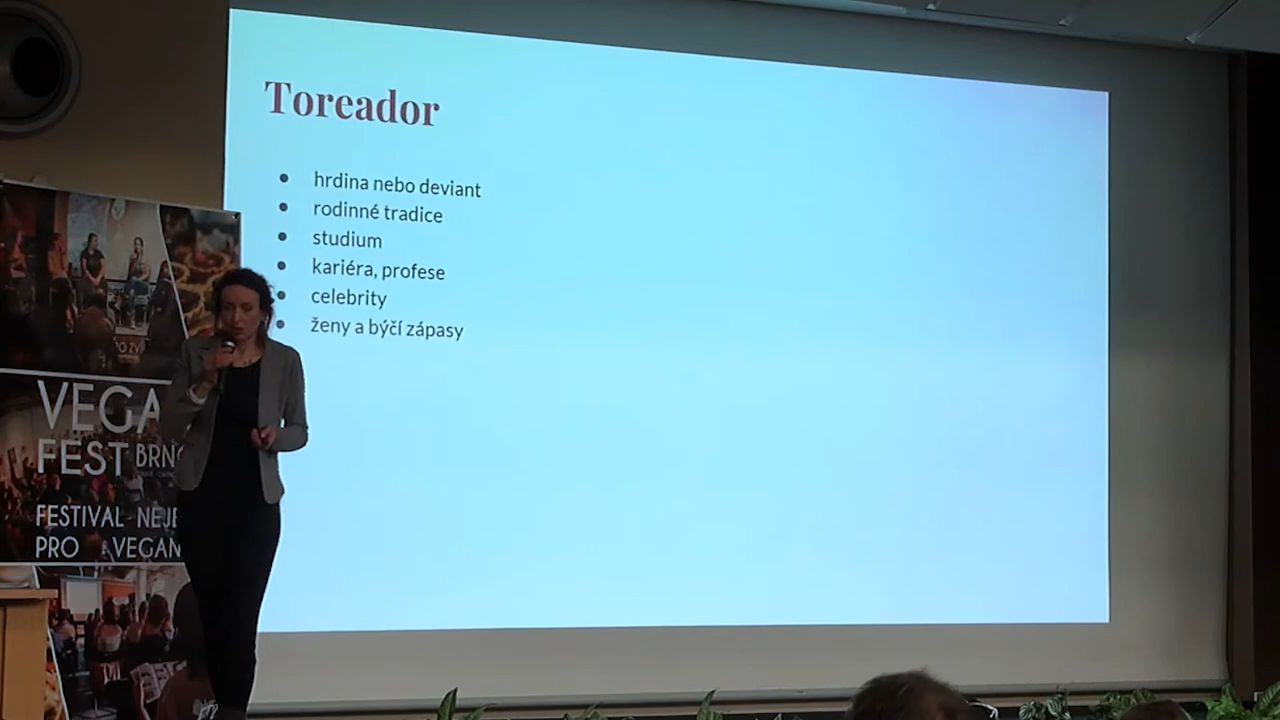 Toreador
hrdina nebo deviant
rodinné tradice
studium
kariéra, profese
celebrity
ženy a býčí zápasy
VEGA
FEST BRN
FESTIVAL NEJE
PRO VEGAN